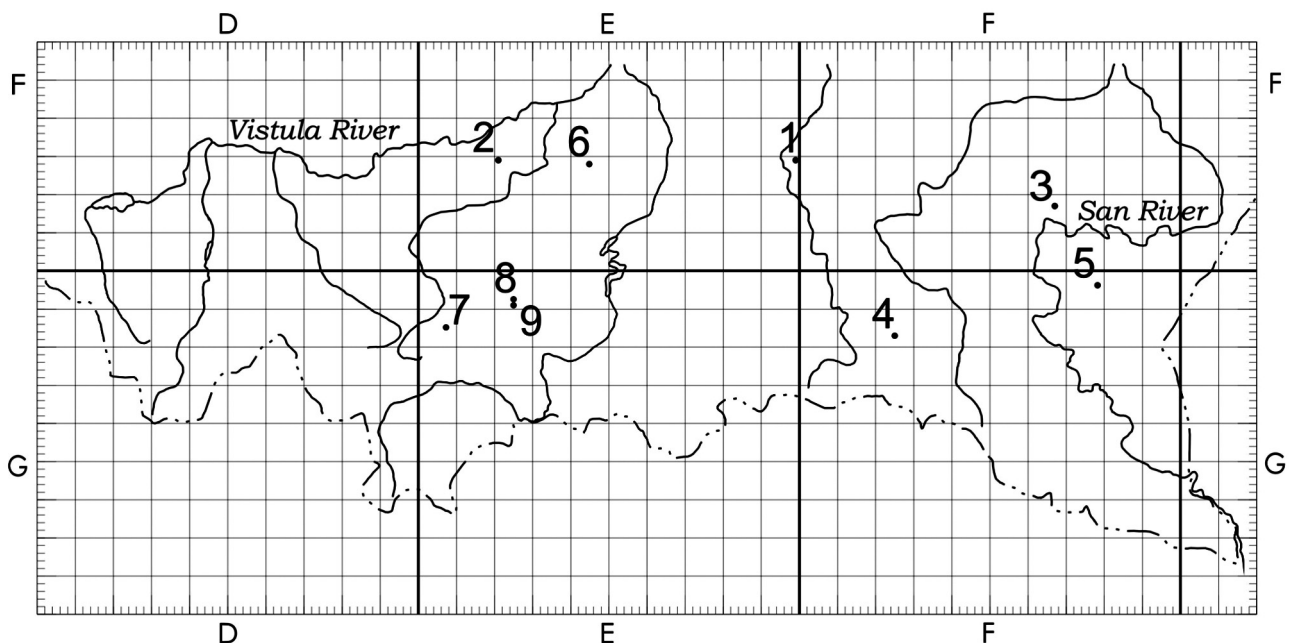 D E F
F F
Vistula River
2 6 1
3
San River
5
8
7 9 4
G G
D E F